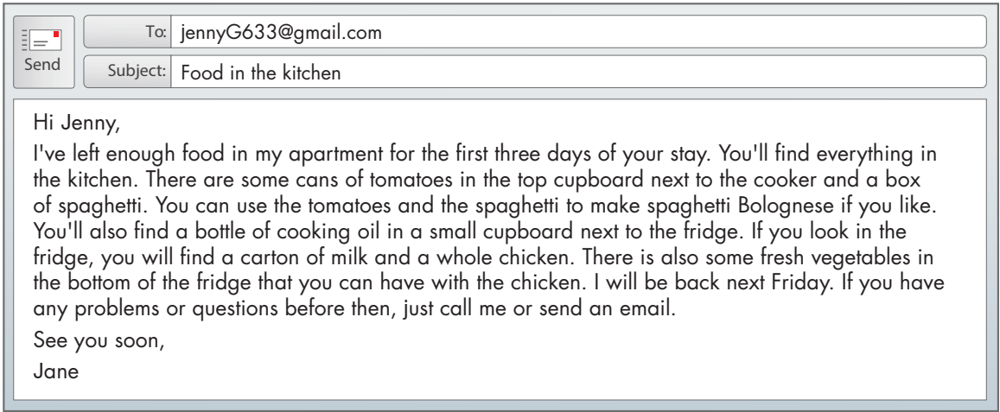 Send
To: jennyG633@gmail.com
Subject: Food in the kitchen
Hi Jenny,
I've left enough food in my apartment for the first three days of your stay. You'll find everything in
the kitchen. There are some cans of tomatoes in the top cupboard next to the cooker and a box
of spaghetti. You can use the tomatoes and the spaghetti to make spaghetti Bolognese if you like.
You'll also find a bottle of cooking oil in a small cupboard next to the fridge. If you look in the
fridge, you will find a carton of milk and a whole chicken. There is also some fresh vegetables in
the bottom of the fridge that you can have with the chicken. I will be back next Friday. If you have
any problems or questions before then, just call me or send an email.
See you soon,
Jane